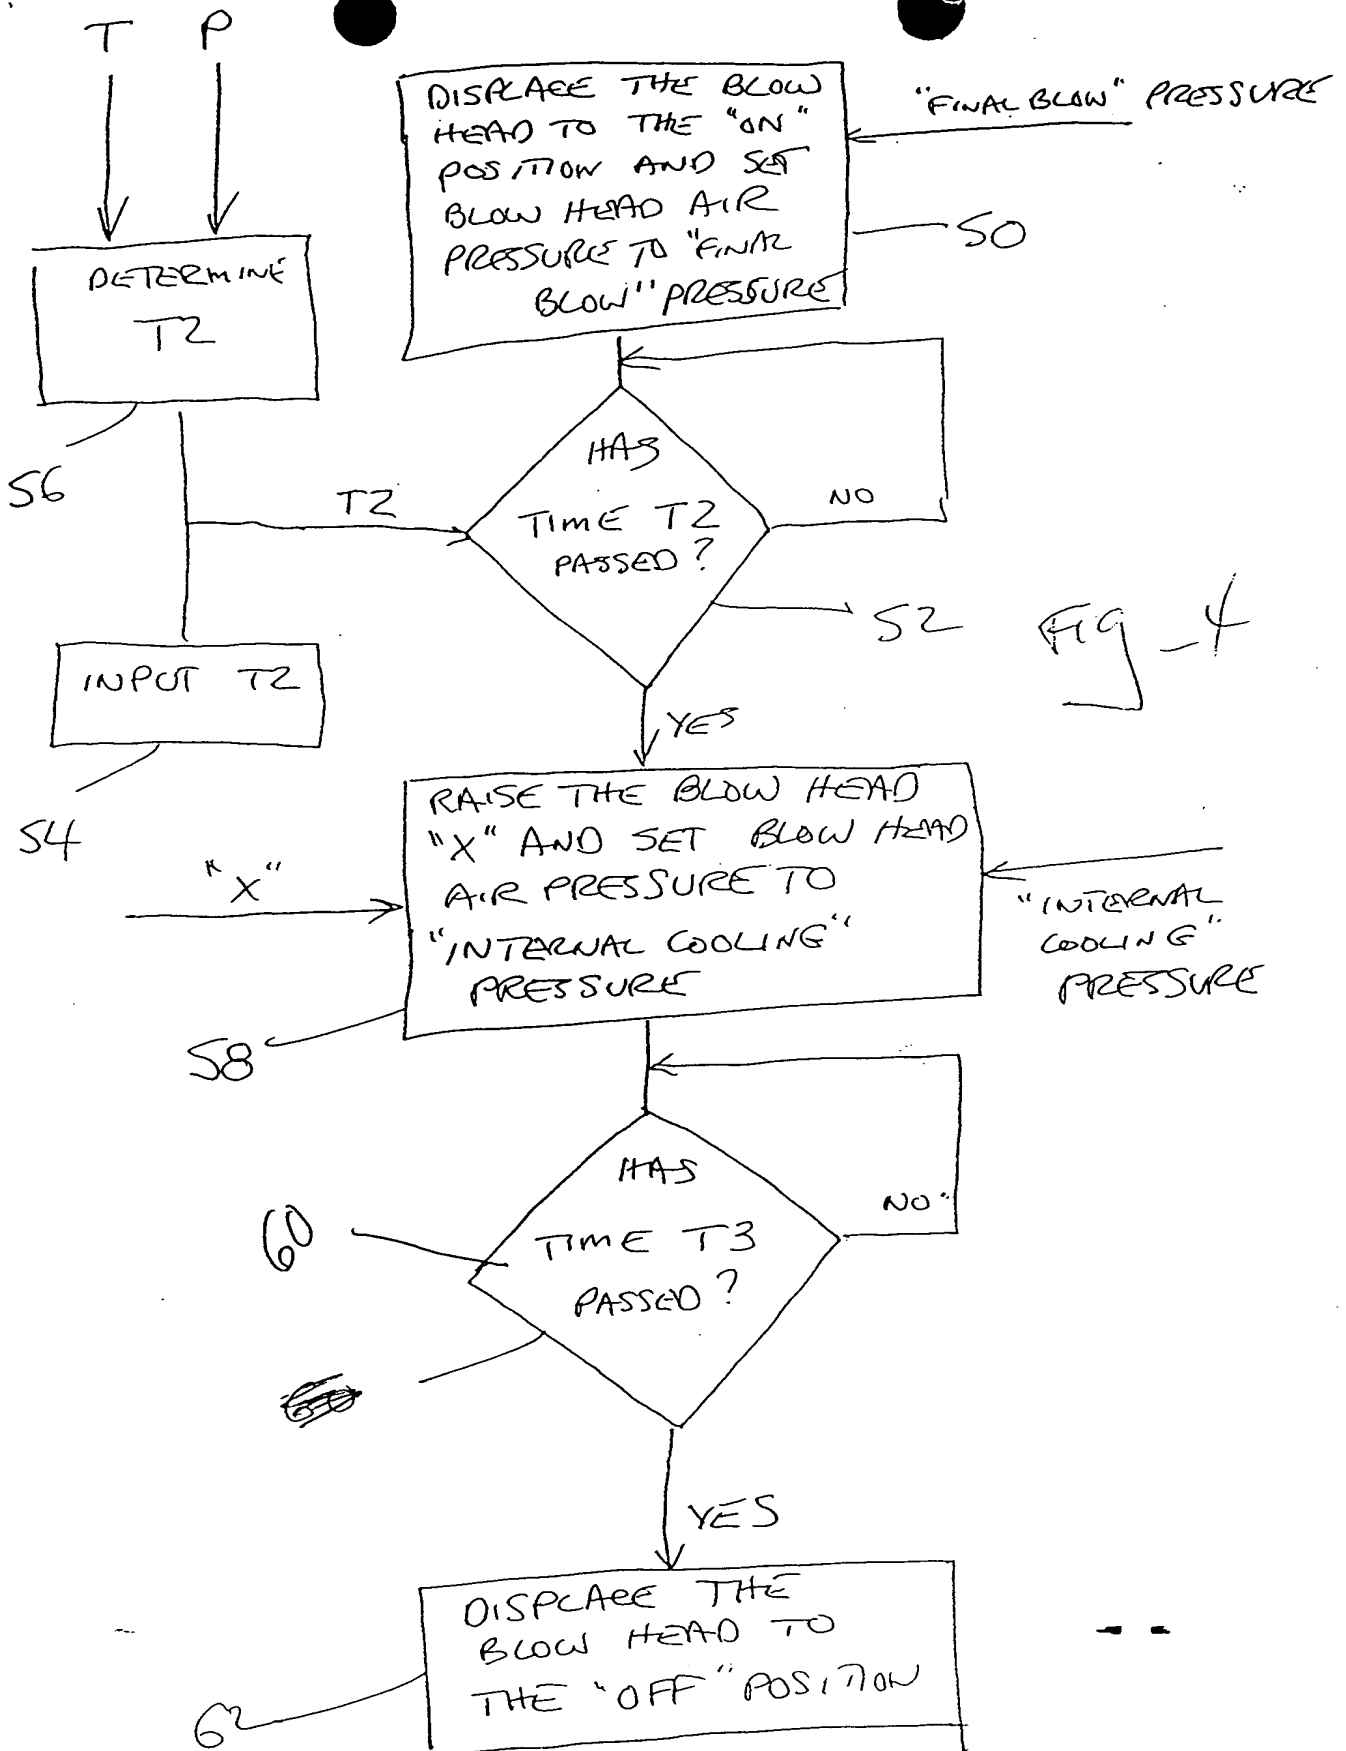 T P
DISPLACE THE BLOW
HEAD TO THE "ON"
POSITION AND SET
BLOW HEAD AIR
PRESSURE TO "FINAL
BLOW" PRESSURE
"FINAL BLOW" PRESSURE
50
DETERMINE
T2
56
T2
HAS
TIME T2
PASSED?
NO
52
Fig_4
INPUT T2
54
YES
RAISE THE BLOW HEAD
"X" AND SET BLOW HEAD
AIR PRESSURE TO
"INTERNAL COOLING"
PRESSURE
"X"
"INTERNAL
COOLING"
PRESSURE
58
HAS
TIME T3
PASSED?
NO
60
YES
DISPLACE THE
BLOW HEAD TO
THE "OFF" POSITION
62